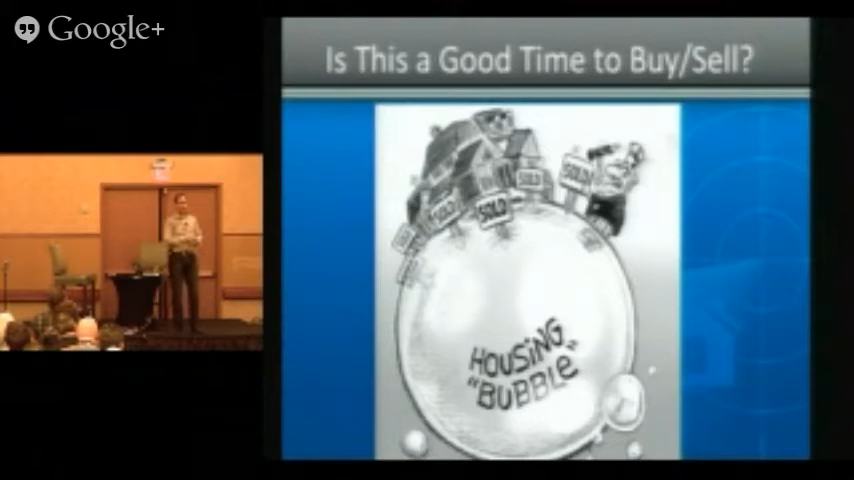 Google+
Is This a Good Time to Buy/Sell?
SOLD
SOLD
SOLD
SOLD
HOUSING
"BUBBLE"